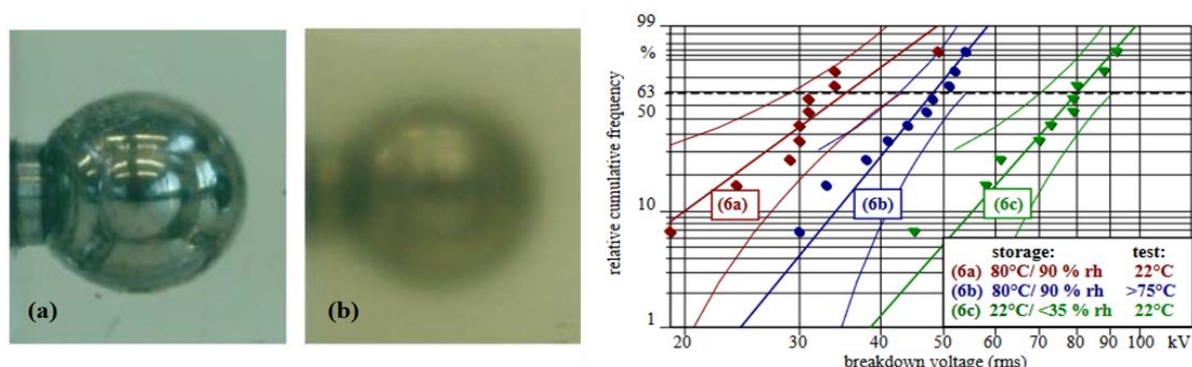 (a)
(b)
99
%
63
50
10
1
relative cumulative frequency
(6a)
(6b)
(6c)
storage: test:
(6a) 80°C/ 90 % rh 22°C
(6b) 80°C/ 90 % rh >75°C
(6c) 22°C/ <35 % rh 22°C
20 30 40 50 60 70 80 90 100 kV
breakdown voltage (rms)